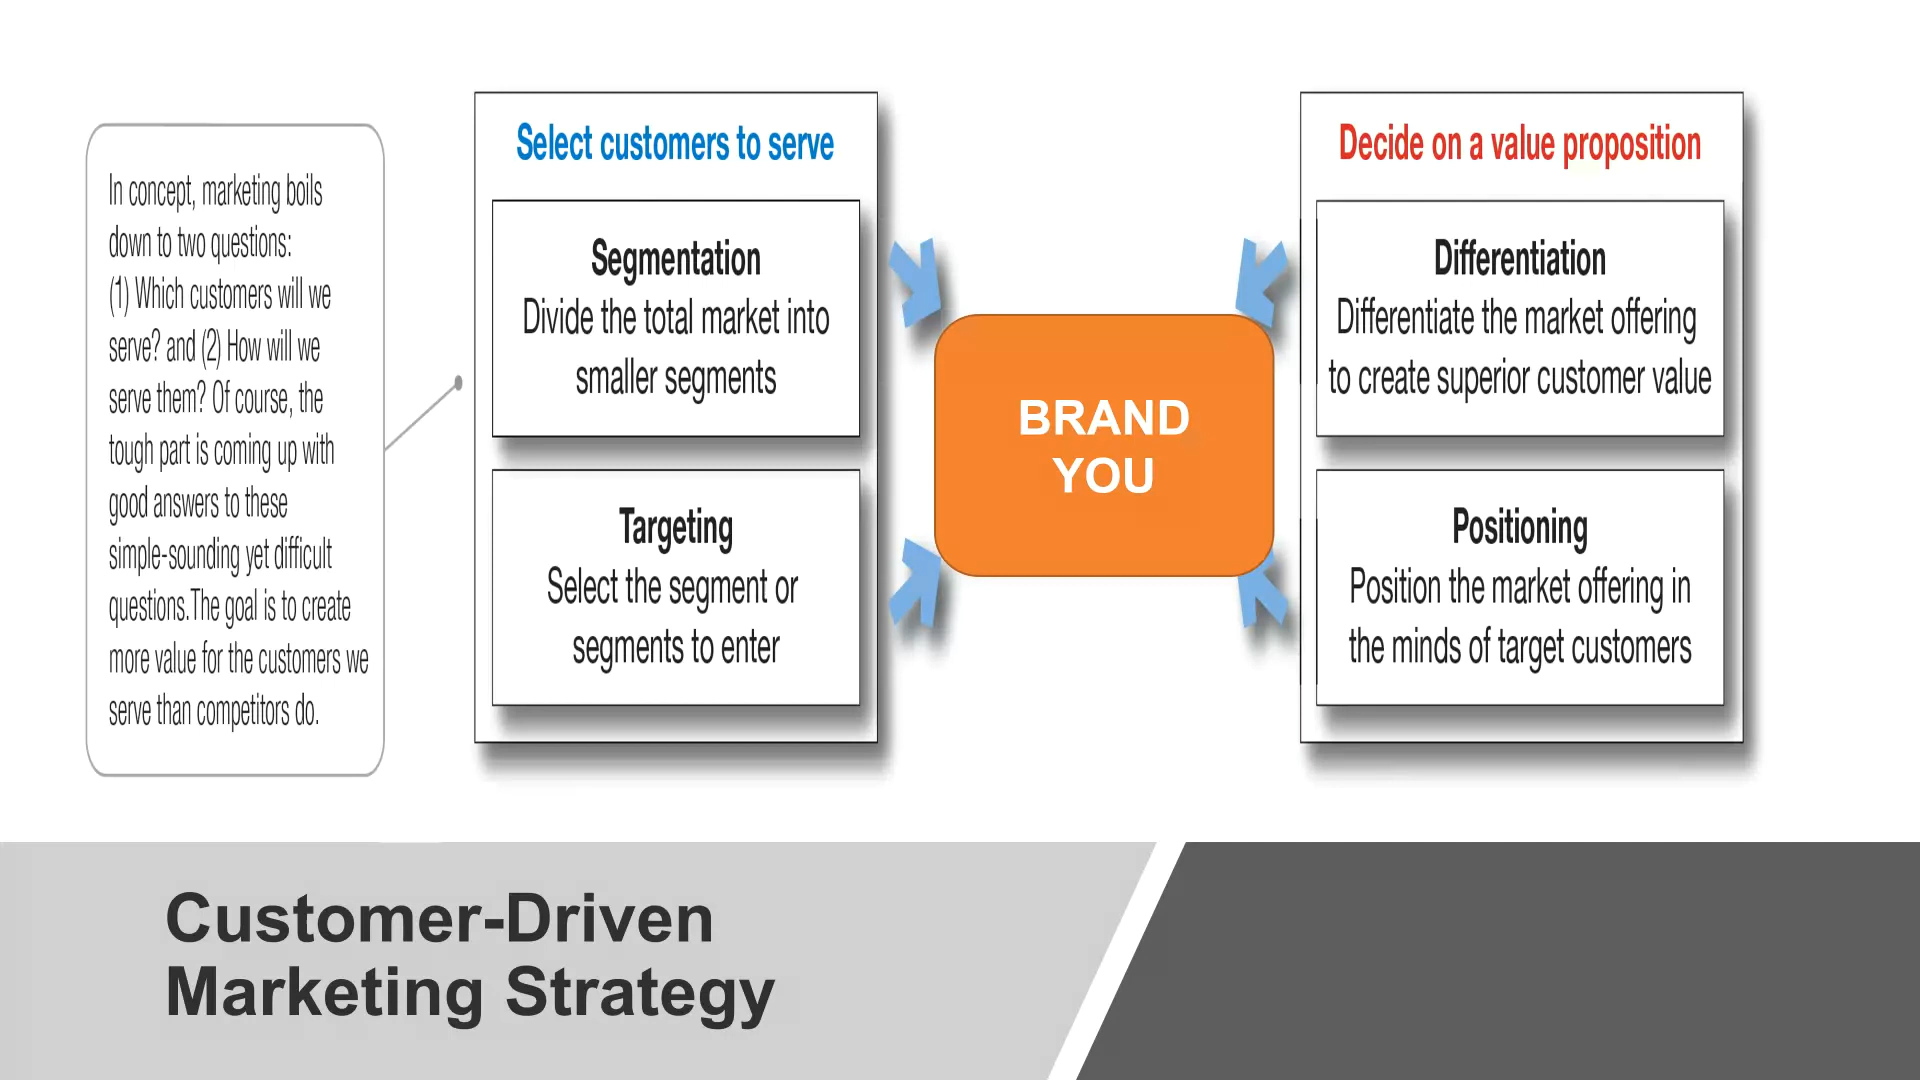 In concept, marketing boils
down to two questions:
(1) Which customers will we
serve? and (2) How will we
serve them? Of course, the
tough part is coming up with
good answers to these
simple-sounding yet difficult
questions.The goal is to create
more value for the customers we
serve than competitors do.
Select customers to serve
Segmentation
Divide the total market into
smaller segments
Targeting
Select the segment or
segments to enter
BRAND
YOU
Decide on a value proposition
Differentiation
Differentiate the market offering
to create superior customer value
Positioning
Position the market offering in
the minds of target customers
Customer-Driven
Marketing Strategy